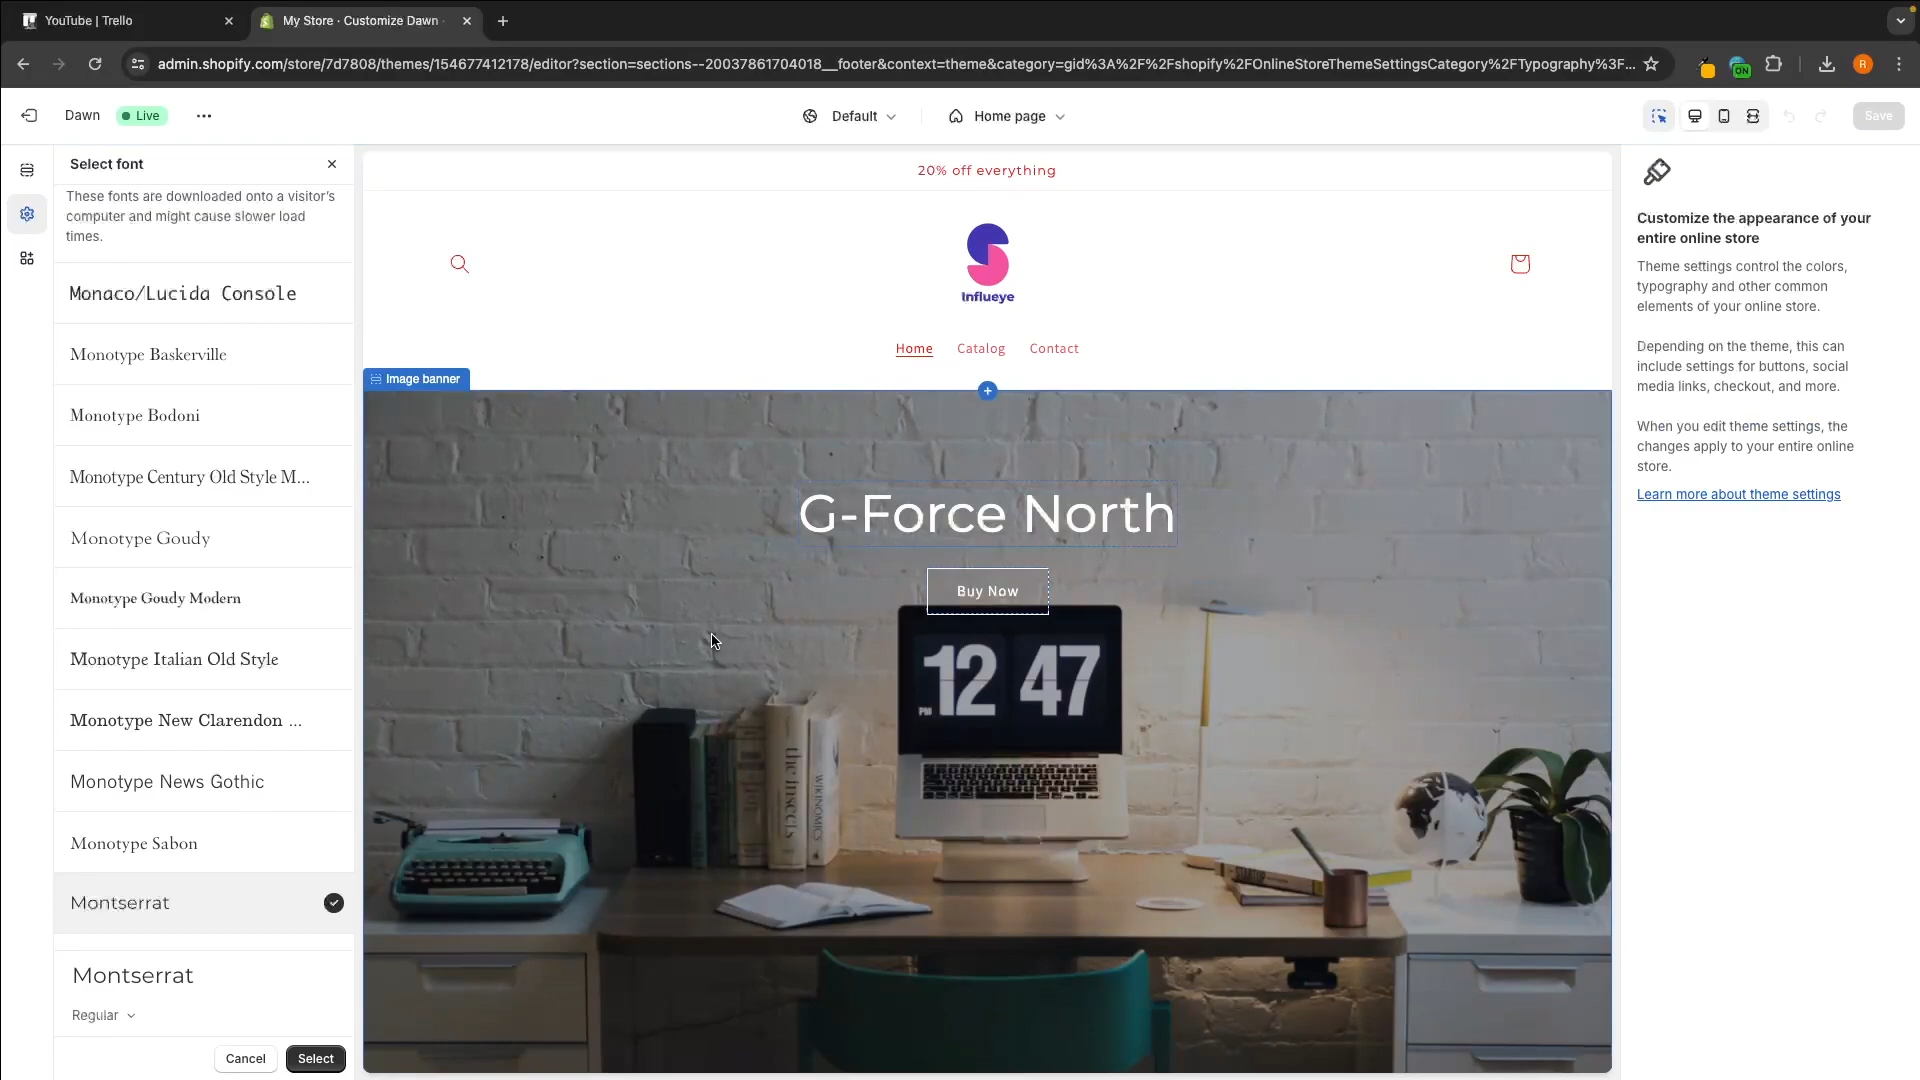 YouTube | Trello
My Store · Customize Dawn ·
admin.shopify.com/store/7d7808/themes/154677412178/editor?section=sections--20037861704018__footer&context=theme&category=gid%3A%2F%2Fshopify%2FOnlineStoreThemeSettingsCategory%2FTypography%3F...
ON
R
Dawn
Live
Default
Home page
Save
Select font
These fonts are downloaded onto a visitor's
computer and might cause slower load
times.
Monaco/Lucida Console
Monotype Baskerville
Monotype Bodoni
Monotype Century Old Style M...
Monotype Goudy
Monotype Goudy Modern
Monotype Italian Old Style
Monotype New Clarendon ...
Monotype News Gothic
Monotype Sabon
Montserrat
Montserrat
Regular
Cancel
Select
20% off everything
Influeye
Home
Catalog
Contact
Image banner
G-Force North
Buy Now
PM 12 47
the insects
WIKINOMICS
Customize the appearance of your
entire online store
Theme settings control the colors,
typography and other common
elements of your online store.
Depending on the theme, this can
include settings for buttons, social
media links, checkout, and more.
When you edit theme settings, the
changes apply to your entire online
store.
Learn more about theme settings